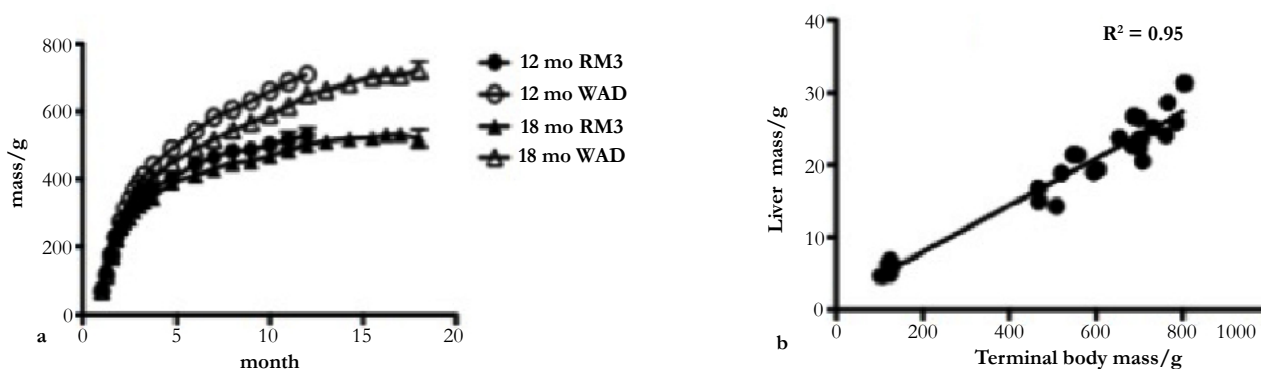 800
600
400
200
0
mass/g
0
5
10
15
20
month
a
12 mo RM3
12 mo WAD
18 mo RM3
18 mo WAD
40
30
20
10
0
Liver mass/g
R² = 0.95
0
200
400
600
800
1000
Terminal body mass/g
b